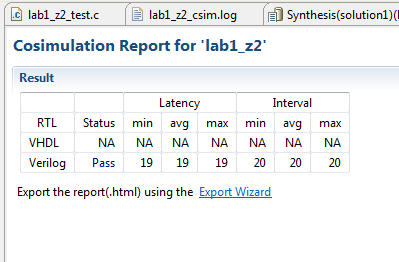 lab1_z2_test.c lab1_z2_csim.log Synthesis(solution1)(
Cosimulation Report for 'lab1_z2'
Result
Latency Interval
RTL Status min avg max min avg max
VHDL NA NA NA NA NA NA NA
Verilog Pass 19 19 19 20 20 20
Export the report(.html) using the Export Wizard